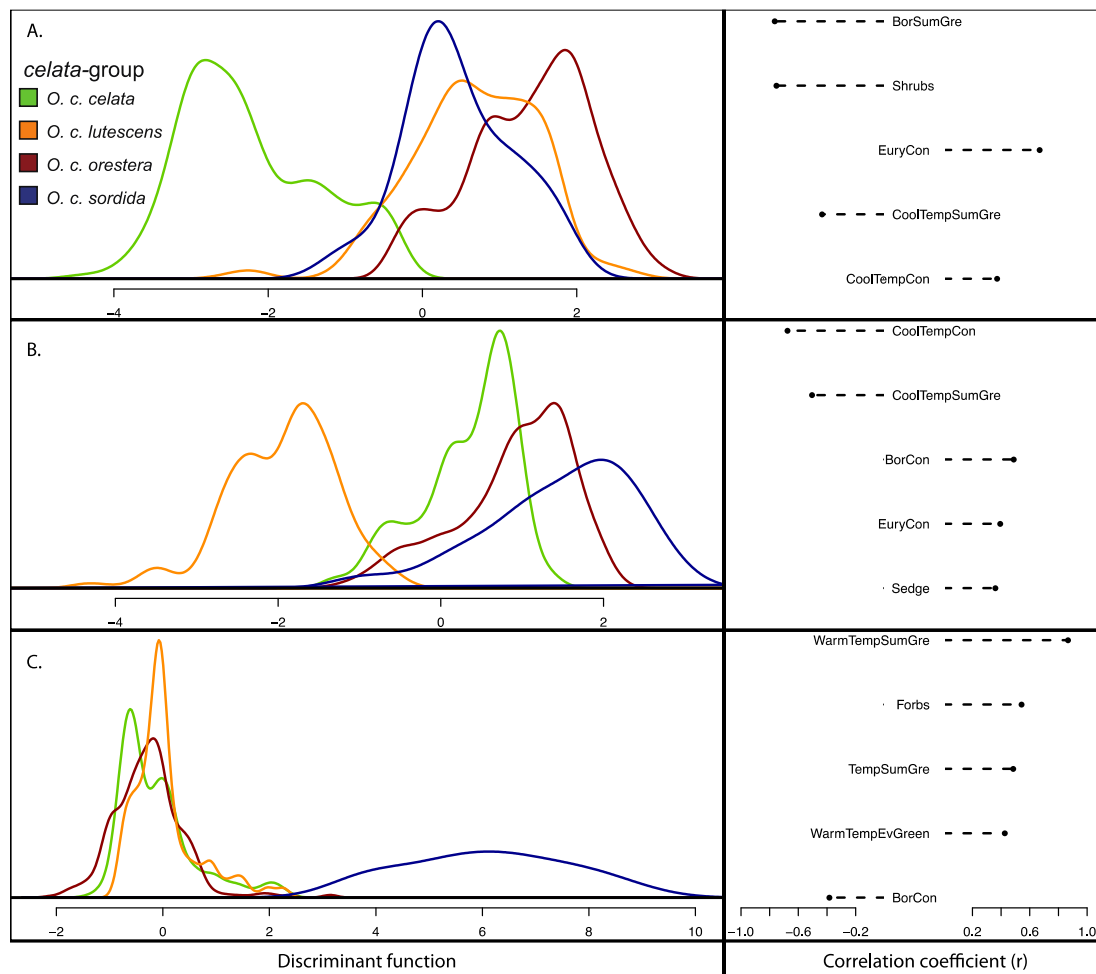 A.
celata-group
O. c. celata
O. c. lutescens
O. c. orestera
O. c. sordida
−4 −2 0 2
BorSumGre
Shrubs
EuryCon
CoolTempSumGre
CoolTempCon
B.
−4 −2 0 2
CoolTempCon
CoolTempSumGre
BorCon
EuryCon
Sedge
C.
−2 0 2 4 6 8 10
Discriminant function
WarmTempSumGre
Forbs
TempSumGre
WarmTempEvGreen
BorCon
−1.0 −0.6 −0.2 0.2 0.6 1.0
Correlation coefficient (r)